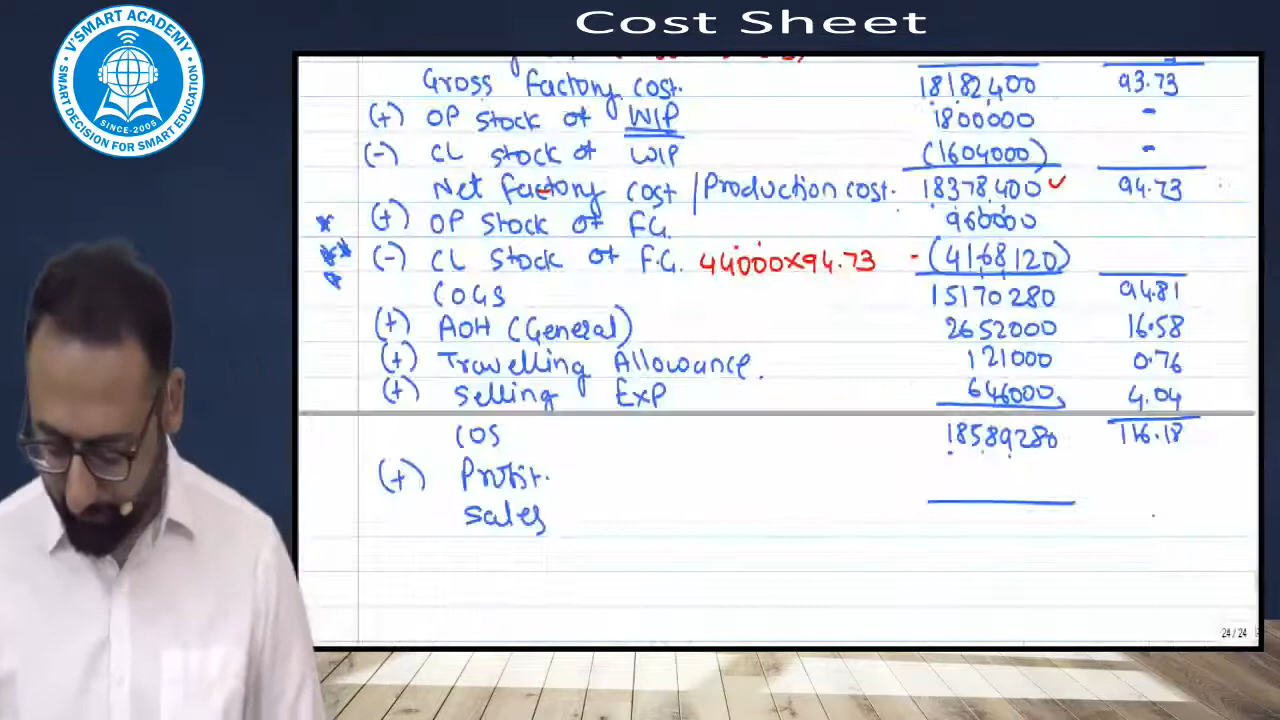 Cost Sheet
V'SMART ACADEMY
SMART DECISION FOR SMART EDUCATION
SINCE-2006
Gross factory cost. 18182400 93.73
(+) OP Stock of WIP 1800000 -
(-) CL stock of WIP (1604000) -
Net factory cost / Production cost. 18378400 ✓ 94.73
(+) OP Stock of FG. 960000
(-) CL Stock of F.G. 44000×94.73 - (4168120)
COGS 15170280 94.81
(+) AOH (General) 2652000 16.58
(+) Travelling Allowance. 121000 0.76
(+) Selling Exp 646000 4.04
COS 18589280 116.18
(+) Profit.
Sales
24 / 24